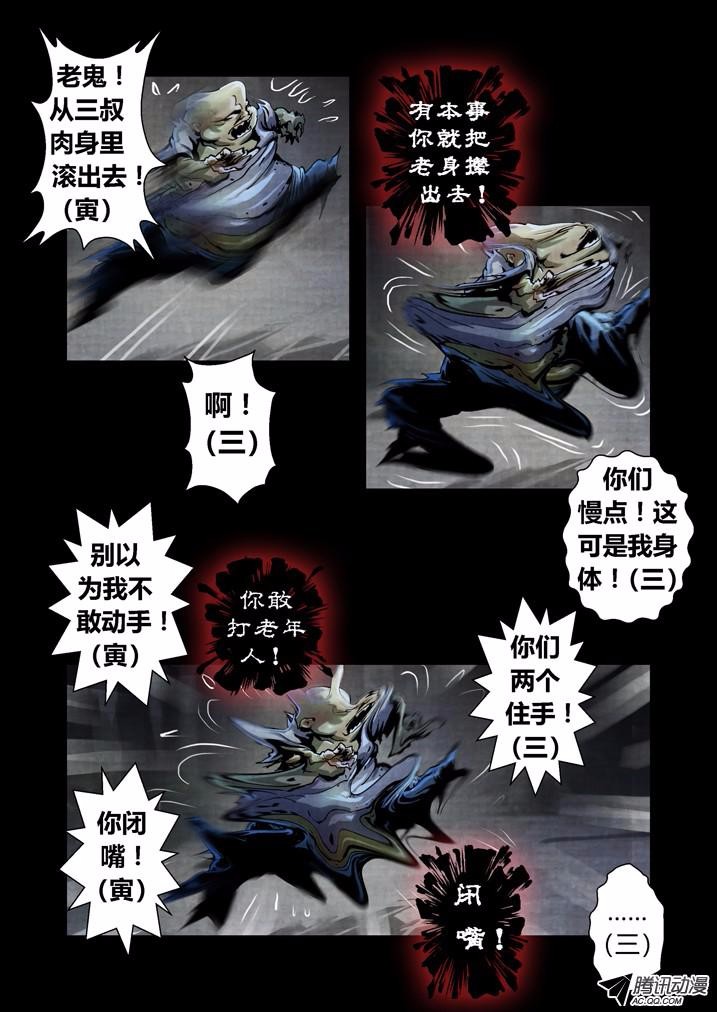 老鬼！
从三叔
肉身里
滚出去！
（寅）
有本事
你就把
老身撵
出去！
啊！
（三）
你们
慢点！这
可是我身
体！（三）
别以
为我不
敢动手！
（寅）
你敢
打老年
人！
你们
两个
住手！
（三）
你闭
嘴！
（寅）
闭
嘴！
……
（三）
腾讯动漫
AC.QQ.COM